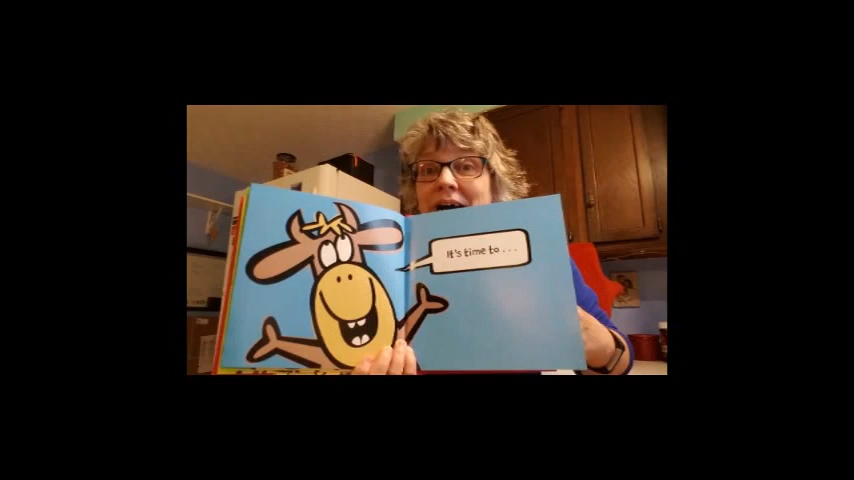 It's time to . . .